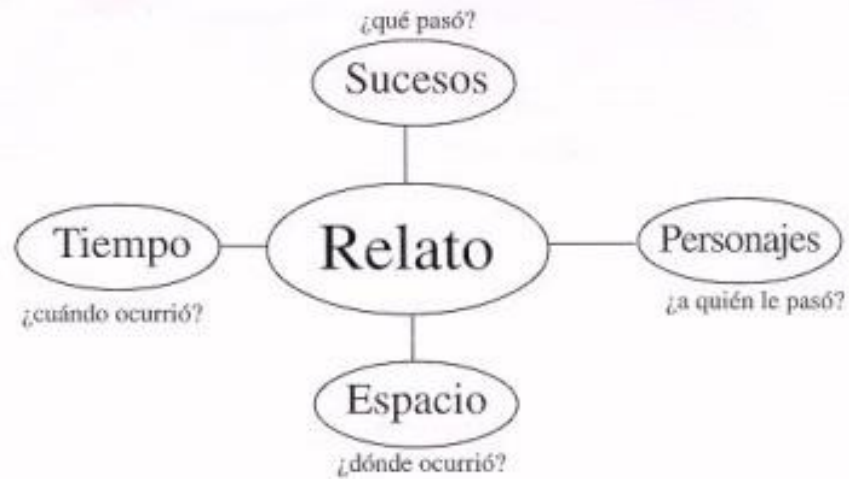 ¿qué pasó?
Sucesos
Tiempo
¿cuándo ocurrió?
Relato
Personajes
¿a quién le pasó?
Espacio
¿dónde ocurrió?